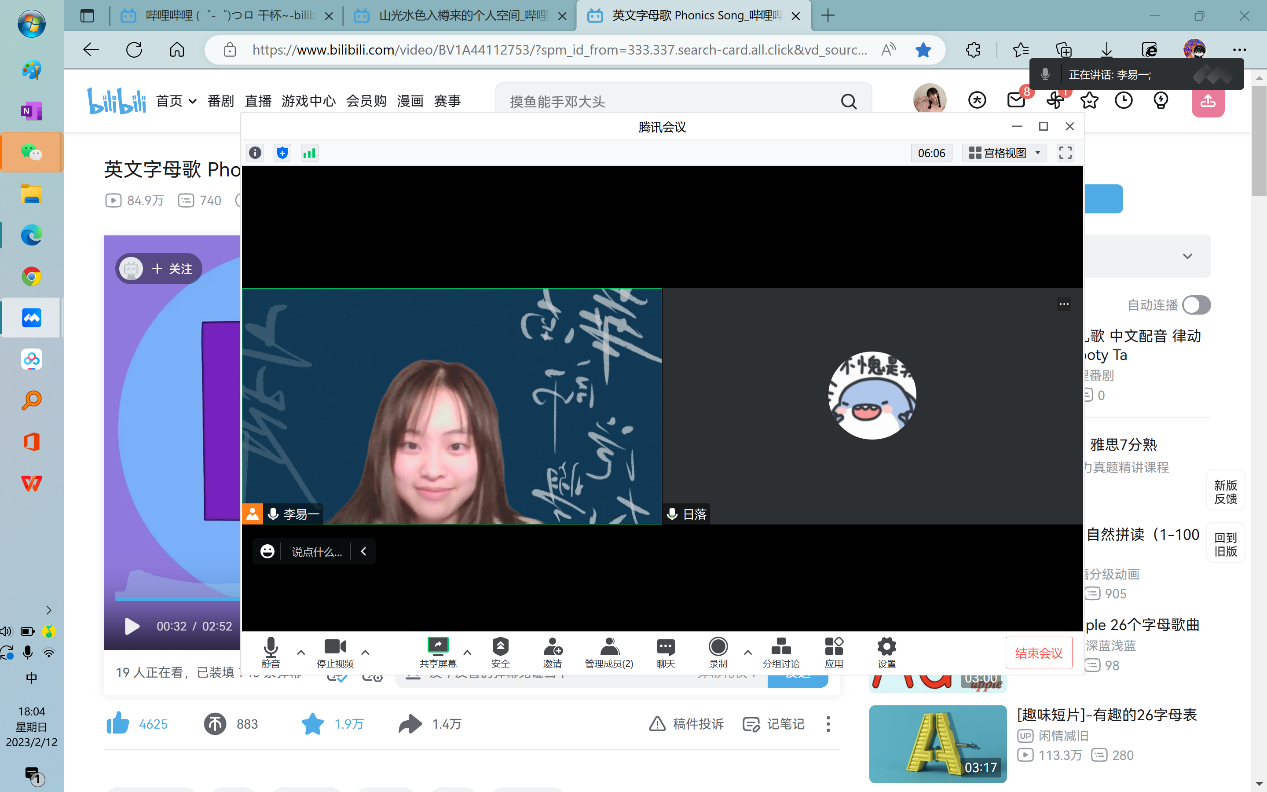 哔哩哔哩 (゜-゜)つロ 干杯~-bili
山光水色入樽来的个人空间_哔哩
英文字母歌 Phonics Song_哔哩哔
https://www.bilibili.com/video/BV1A44112753/?spm_id_from=333.337.search-card.all.click&vd_sourc...
正在讲话: 李易一;
bilibili
首页 番剧 直播 游戏中心 会员购 漫画 赛事
摸鱼能手邓大头
8
腾讯会议
06:06
宫格视图
英文字母歌 Pho
84.9万 740
关注
不愧是
李易一
日落
说点什么...
00:32 / 02:52
静音 停止视频 共享屏幕 安全 邀请 管理成员(2) 聊天 录制 分组讨论 应用 设置
结束会议
19 人正在看，已装填
4625 883 1.9万 1.4万
稿件投诉 记笔记
自动连播
歌 中文配音 律动
oty Ta
番剧
0
雅思7分熟
力真题精讲课程
自然拼读（1-100
语分级动画
905
ple 26个字母歌曲
深蓝浅蓝
98
03:00
apple
[趣味短片]-有趣的26字母表
UP 闲情减旧
113.3万 280
A
03:17
新版
反馈
回到
旧版
N
中
18:04
星期日
2023/2/12
1